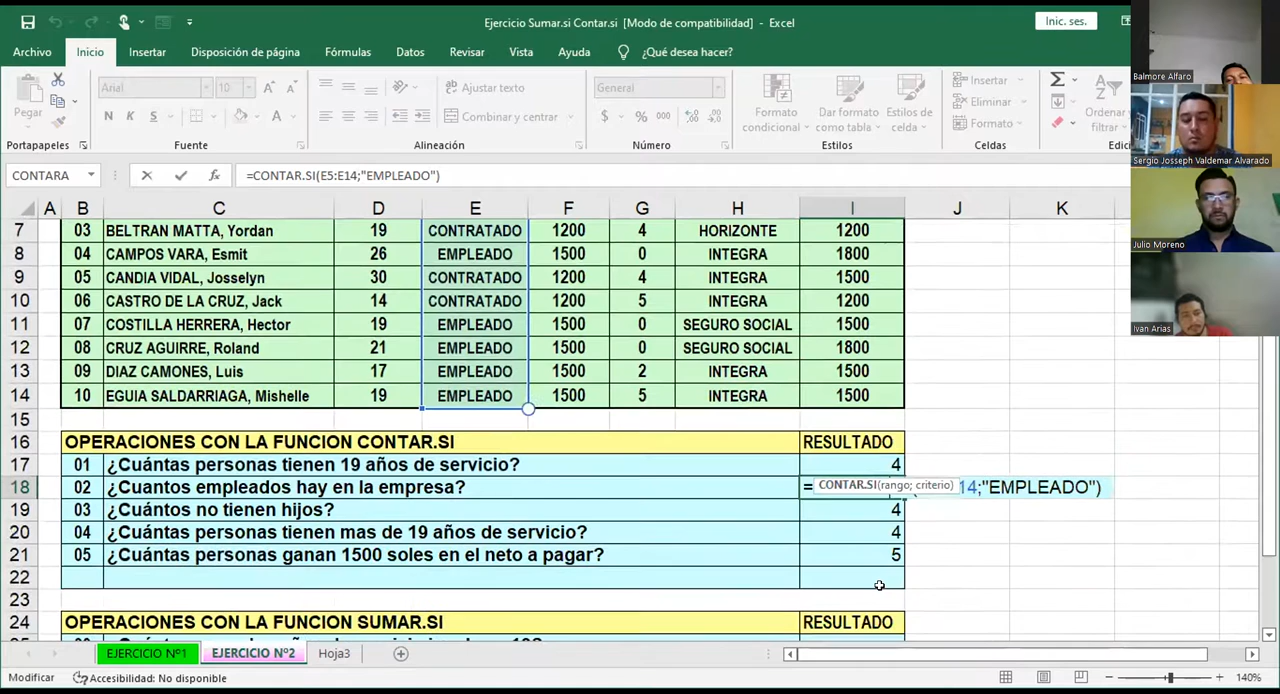 Ejercicio Sumar.si Contar.si [Modo de compatibilidad] - Excel
Inic. ses.
Archivo Inicio Insertar Disposición de página Fórmulas Datos Revisar Vista Ayuda ¿Qué desea hacer?
Pegar
Arial 10
Ajustar texto
Combinar y centrar
General
Formato condicional
Dar formato como tabla
Estilos de celda
Insertar
Eliminar
Formato
Ordenar
filtrar
N K S
$ % 000
Portapapeles Fuente Alineación Número Estilos Celdas
CONTARA =CONTAR.SI(E5:E14;"EMPLEADO")
A B C D E F G H I J K
7 03 BELTRAN MATTA, Yordan 19 CONTRATADO 1200 4 HORIZONTE 1200
8 04 CAMPOS VARA, Esmit 26 EMPLEADO 1500 0 INTEGRA 1800
9 05 CANDIA VIDAL, Josselyn 30 CONTRATADO 1200 4 INTEGRA 1200
10 06 CASTRO DE LA CRUZ, Jack 14 CONTRATADO 1200 5 INTEGRA 1200
11 07 COSTILLA HERRERA, Hector 19 EMPLEADO 1500 0 SEGURO SOCIAL 1500
12 08 CRUZ AGUIRRE, Roland 21 EMPLEADO 1500 0 SEGURO SOCIAL 1800
13 09 DIAZ CAMONES, Luis 17 EMPLEADO 1500 2 INTEGRA 1500
14 10 EGUIA SALDARRIAGA, Mishelle 19 EMPLEADO 1500 5 INTEGRA 1500
15
16 OPERACIONES CON LA FUNCION CONTAR.SI RESULTADO
17 01 ¿Cuántas personas tienen 19 años de servicio? 4
18 02 ¿Cuantos empleados hay en la empresa? = CONTAR.SI(rango; criterio) 14;"EMPLEADO")
19 03 ¿Cuántos no tienen hijos? 4
20 04 ¿Cuántas personas tienen mas de 19 años de servicio? 4
21 05 ¿Cuántas personas ganan 1500 soles en el neto a pagar? 5
22
23
24 OPERACIONES CON LA FUNCION SUMAR.SI RESULTADO
EJERCICIO Nº1 EJERCICIO Nº2 Hoja3
Modificar Accesibilidad: No disponible 140%
Balmore Alfaro
Sergio Josseph Valdemar Alvarado
Julio Moreno
Ivan Arias